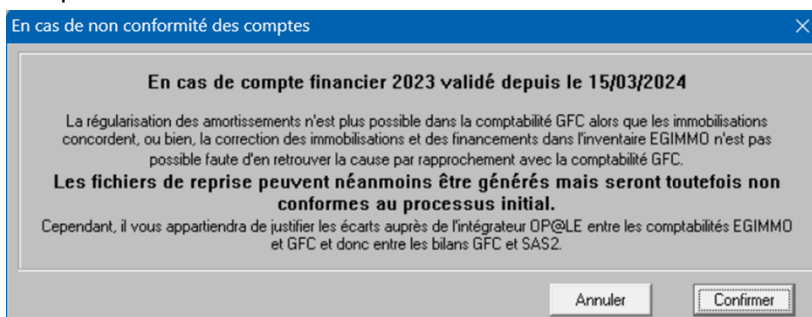 En cas de non conformité des comptes
En cas de compte financier 2023 validé depuis le 15/03/2024
La régularisation des amortissements n'est plus possible dans la comptabilité GFC alors que les immobilisations
concordent, ou bien, la correction des immobilisations et des financements dans l'inventaire EGIMMO n'est pas
possible faute d'en retrouver la cause par rapprochement avec la comptabilité GFC.
Les fichiers de reprise peuvent néanmoins être générés mais seront toutefois non
conformes au processus initial.
Cependant, il vous appartiendra de justifier les écarts auprès de l'intégrateur OP@LE entre les comptabilités EGIMMO
et GFC et donc entre les bilans GFC et SAS2.
Annuler
Confirmer